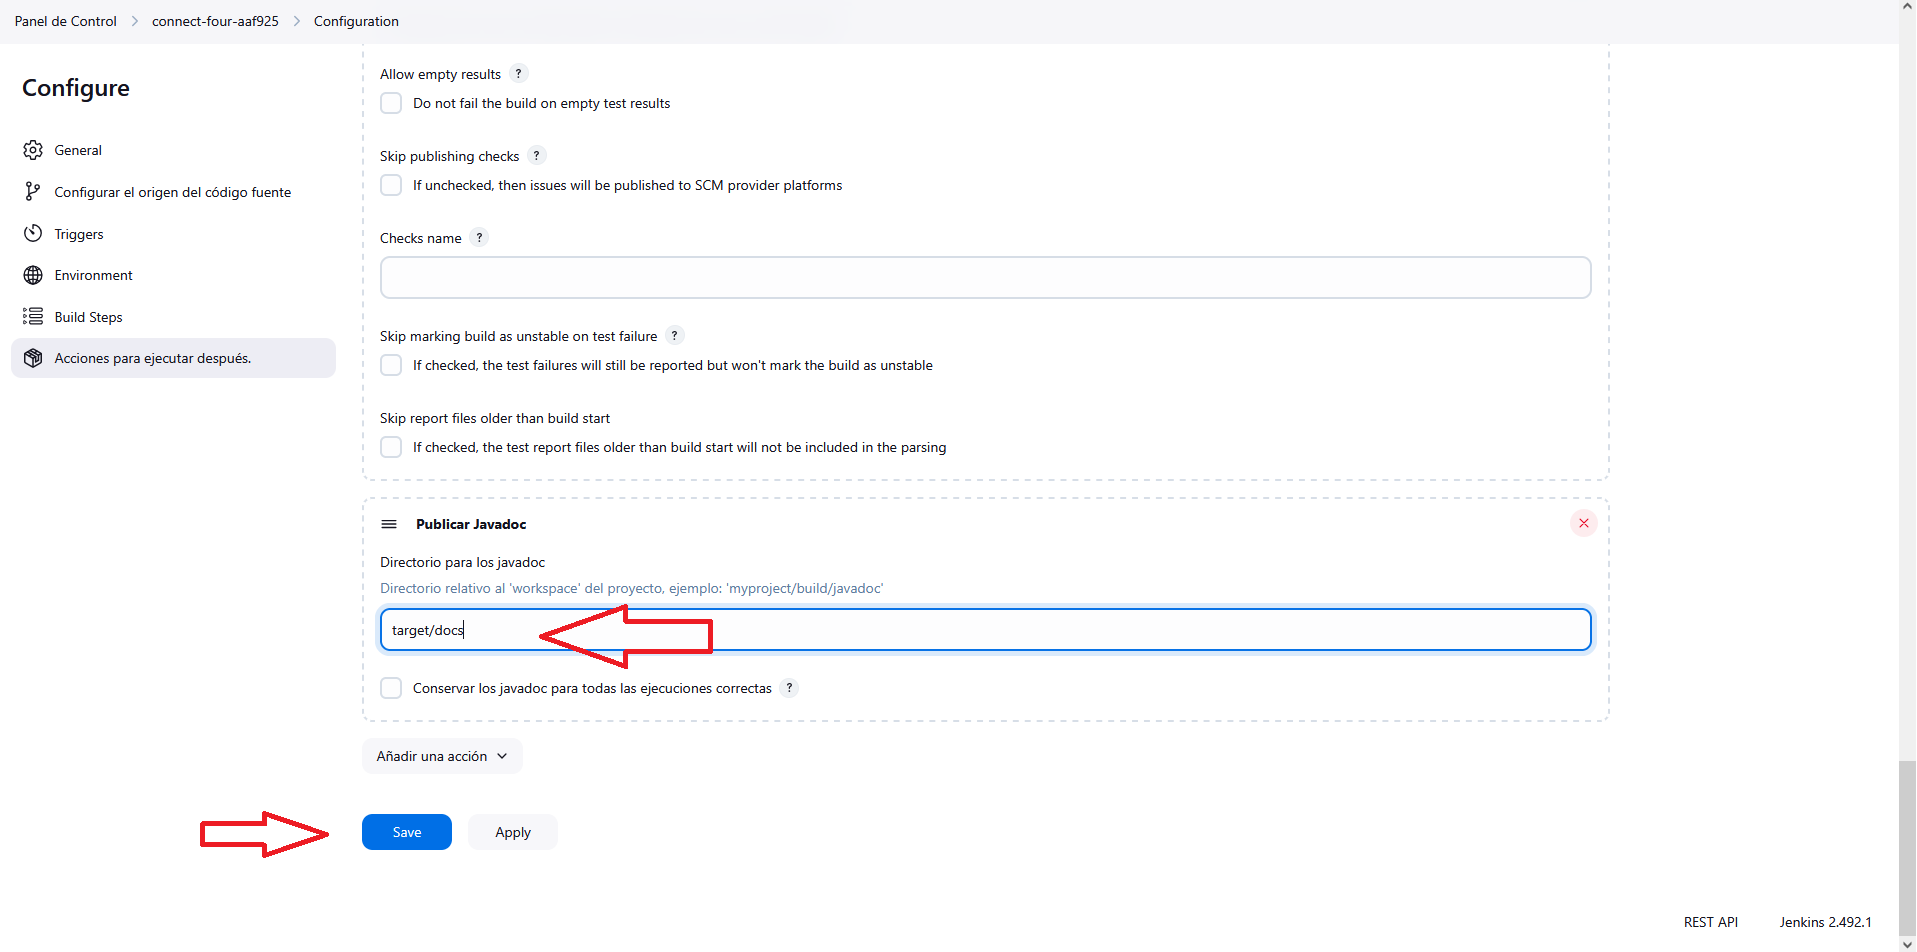 Panel de Control > connect-four-aaf925 > Configuration
Configure
General
Configurar el origen del código fuente
Triggers
Environment
Build Steps
Acciones para ejecutar después.
Allow empty results ?
Do not fail the build on empty test results
Skip publishing checks ?
If unchecked, then issues will be published to SCM provider platforms
Checks name ?
Skip marking build as unstable on test failure ?
If checked, the test failures will still be reported but won't mark the build as unstable
Skip report files older than build start
If checked, the test report files older than build start will not be included in the parsing
Publicar Javadoc
Directorio para los javadoc
Directorio relativo al 'workspace' del proyecto, ejemplo: 'myproject/build/javadoc'
target/docs
Conservar los javadoc para todas las ejecuciones correctas ?
Añadir una acción
Save Apply
REST API Jenkins 2.492.1